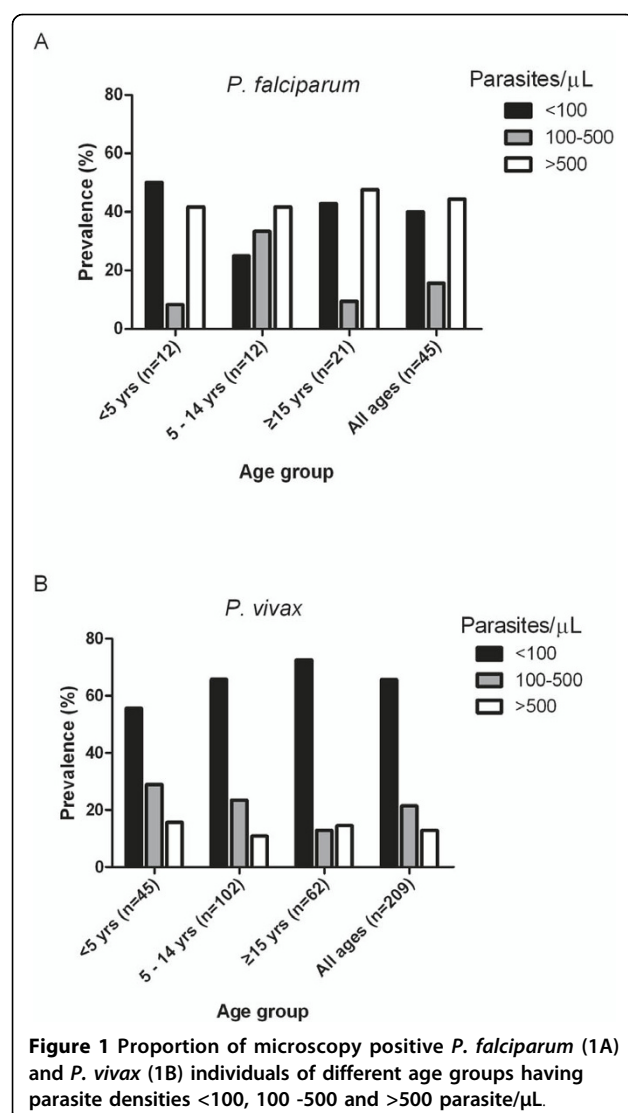 A
P. falciparum
Parasites/μL
<100
100-500
>500
80
60
40
20
0
Prevalence (%)
<5 yrs (n=12)
5 - 14 yrs (n=12)
≥15 yrs (n=21)
All ages (n=45)
Age group
B
P. vivax
Parasites/μL
<100
100-500
>500
80
60
40
20
0
Prevalence (%)
<5 yrs (n=45)
5 - 14 yrs (n=102)
≥15 yrs (n=62)
All ages (n=209)
Age group
Figure 1 Proportion of microscopy positive P. falciparum (1A)
and P. vivax (1B) individuals of different age groups having
parasite densities <100, 100 -500 and >500 parasite/μL.